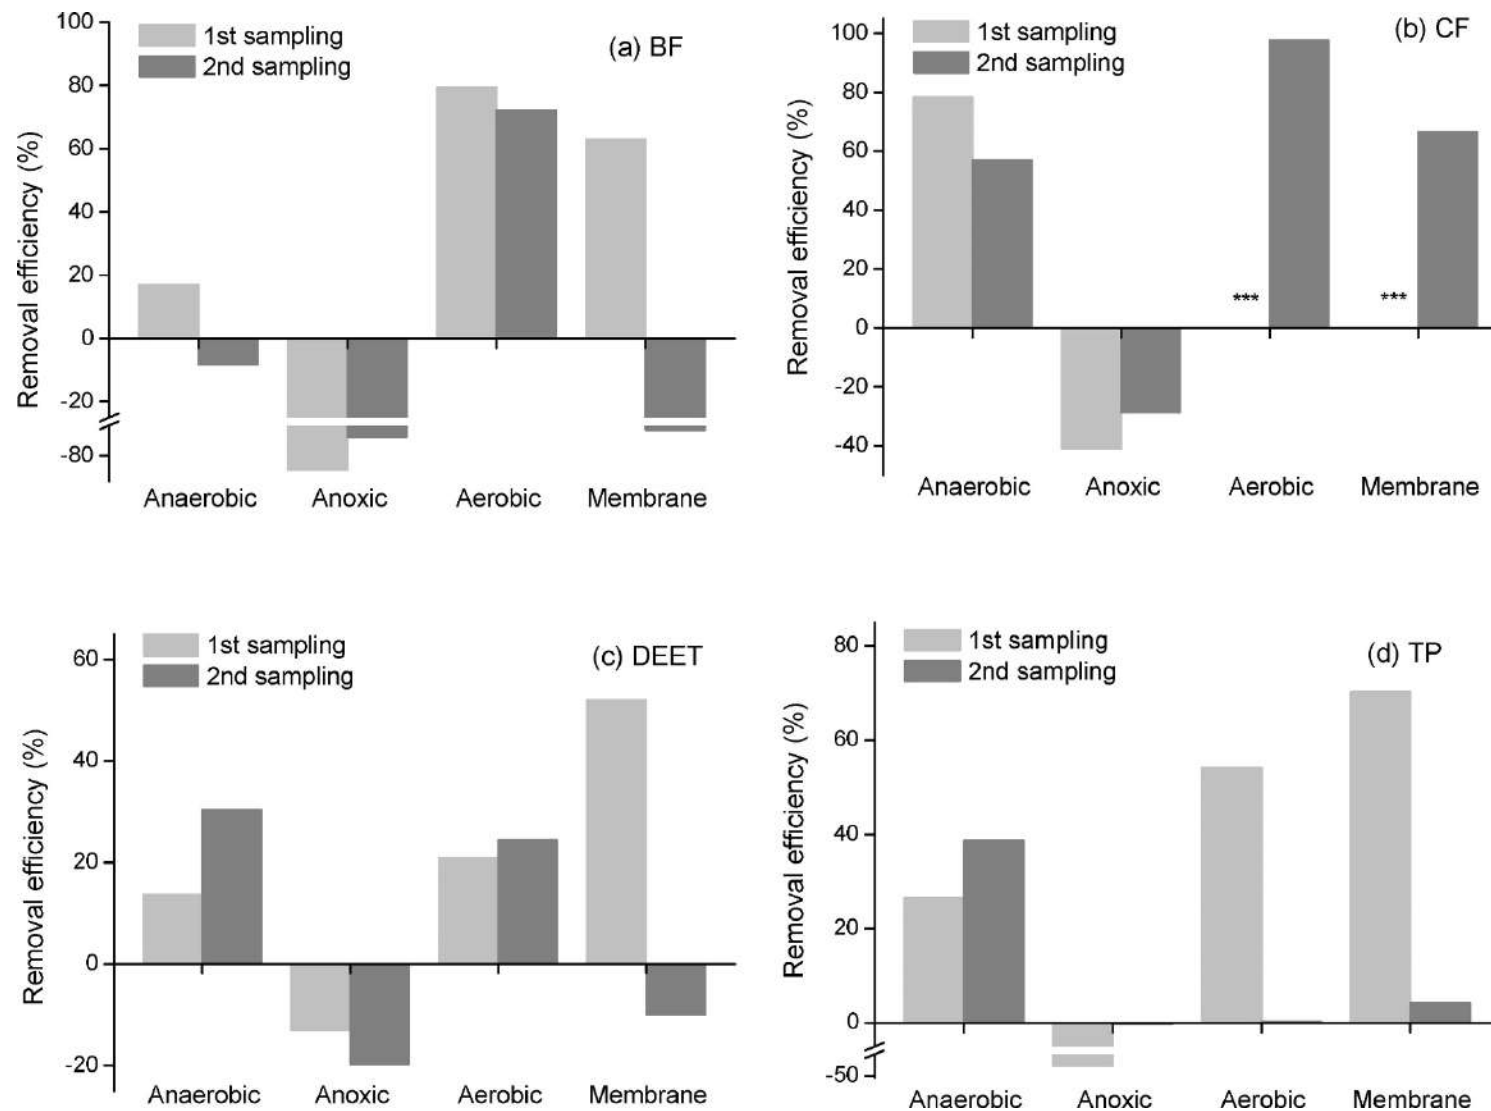 (a) BF
1st sampling
2nd sampling
Removal efficiency (%)
100
80
60
40
20
0
-20
-80
Anaerobic Anoxic Aerobic Membrane
(b) CF
1st sampling
2nd sampling
Removal efficiency (%)
100
80
60
40
20
0
-20
-40
*** ***
Anaerobic Anoxic Aerobic Membrane
(c) DEET
1st sampling
2nd sampling
Removal efficiency (%)
60
40
20
0
-20
Anaerobic Anoxic Aerobic Membrane
(d) TP
1st sampling
2nd sampling
Removal efficiency (%)
80
60
40
20
0
-50
Anaerobic Anoxic Aerobic Membrane